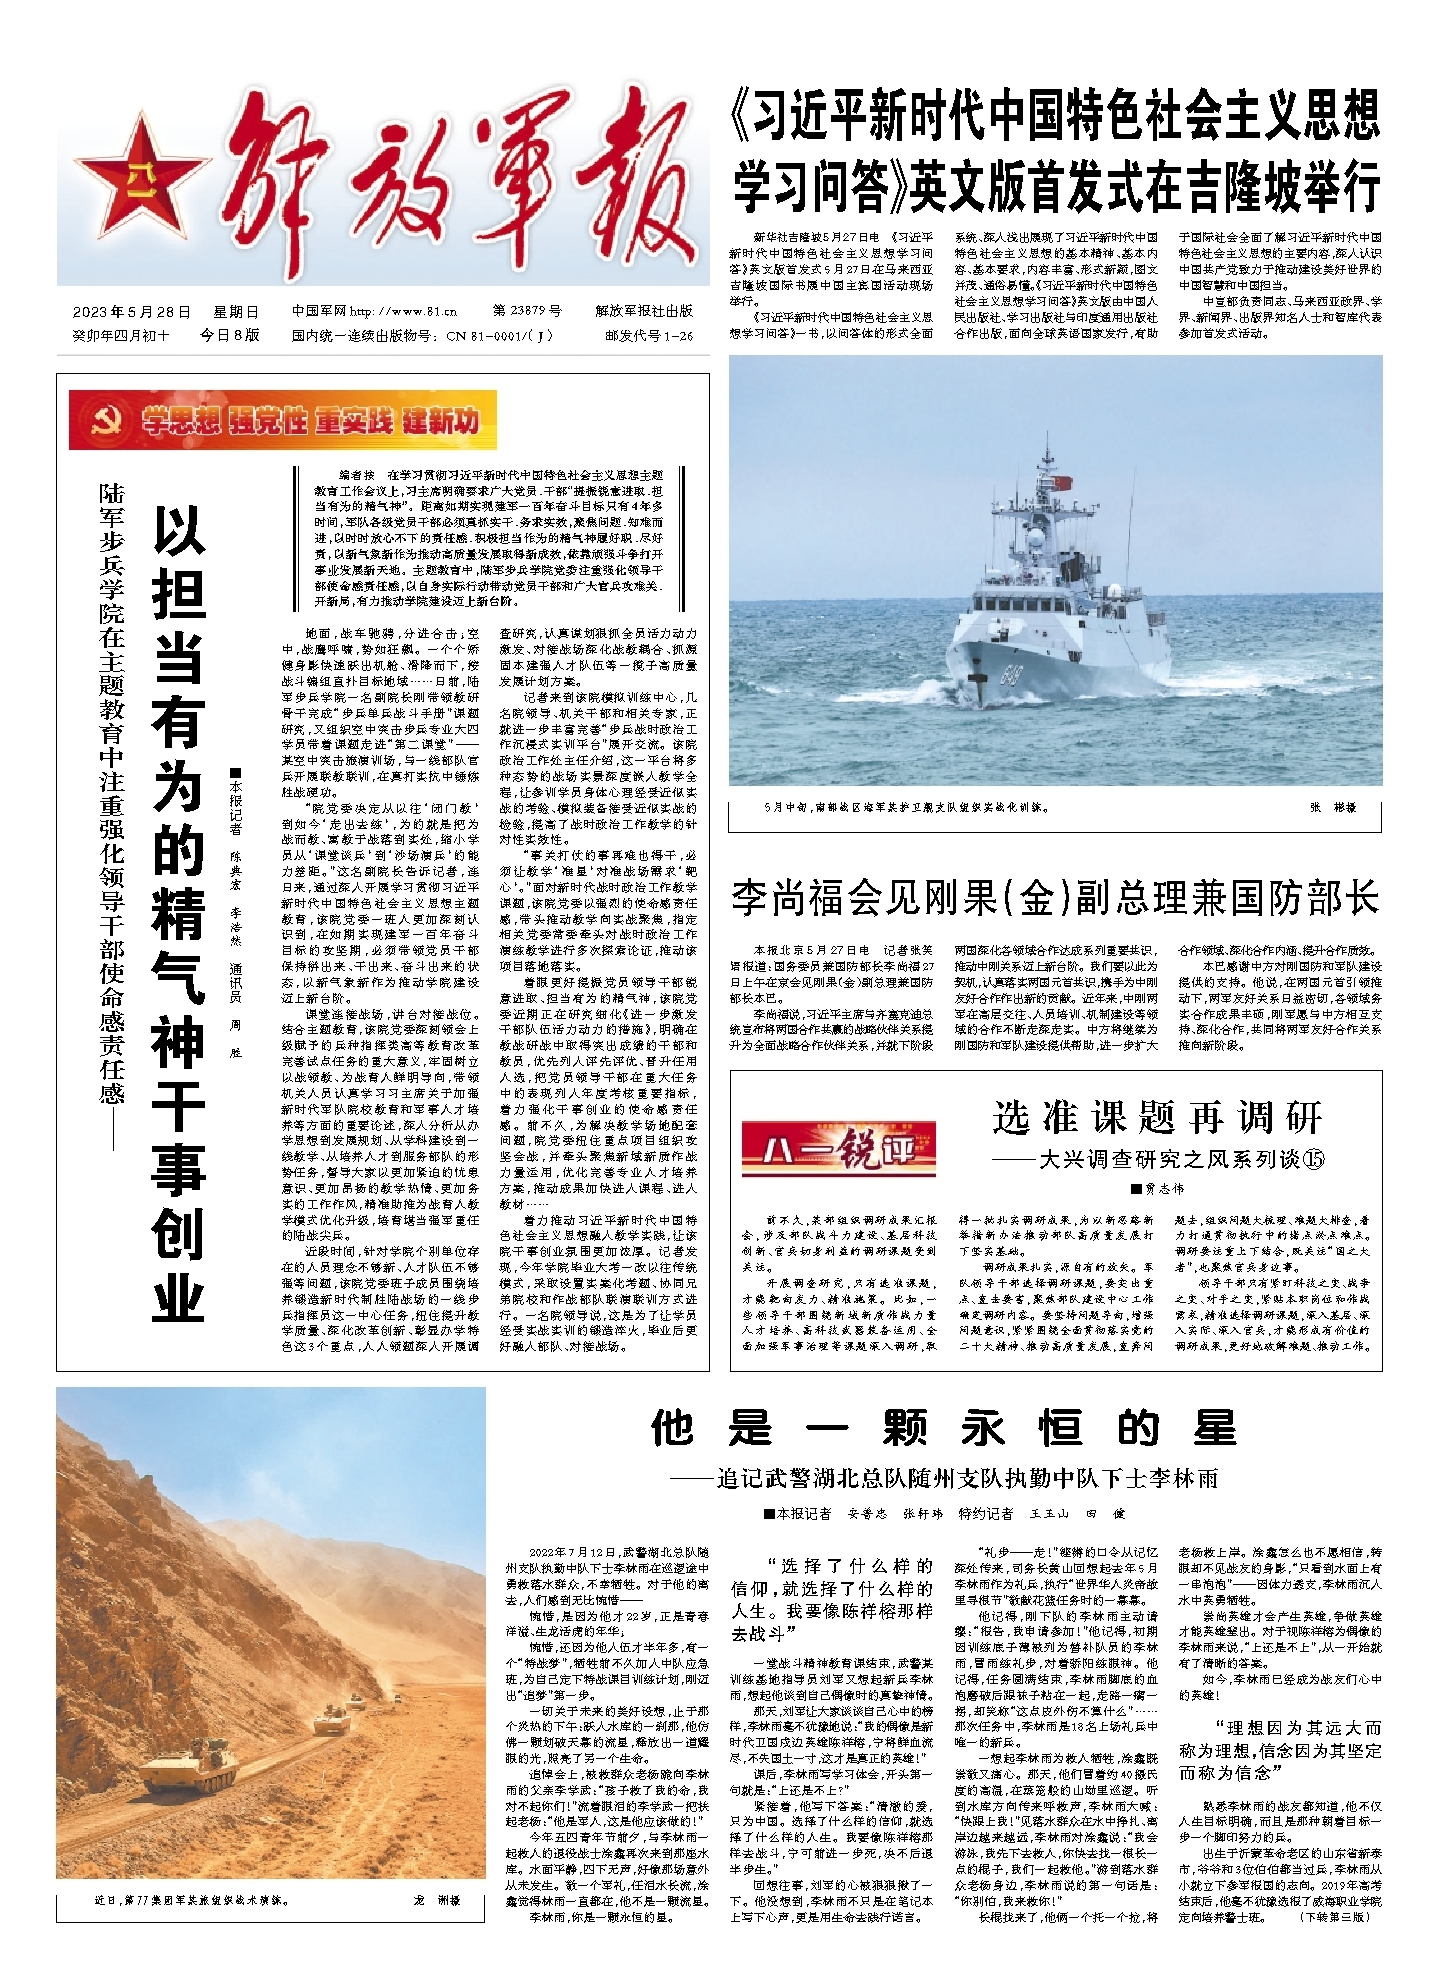 解放军报
2023年5月28日 星期日
癸卯年四月初十 今日8版
中国军网http://www.81.cn 第23879号 解放军报社出版
国内统一连续出版物号：CN 81-0001/（J） 邮发代号1-26
《习近平新时代中国特色社会主义思想
学习问答》英文版首发式在吉隆坡举行
新华社吉隆坡5月27日电 《习近平
新时代中国特色社会主义思想学习问
答》英文版首发式5月27日在马来西亚
吉隆坡国际书展中国主宾国活动现场
举行。
《习近平新时代中国特色社会主义思
想学习问答》一书，以问答体的形式全面
系统、深入浅出展现了习近平新时代中国
特色社会主义思想的基本精神、基本内
容、基本要求，内容丰富、形式新颖，图文
并茂、通俗易懂。《习近平新时代中国特色
社会主义思想学习问答》英文版由中国人
民出版社、学习出版社与印度通用出版社
合作出版，面向全球英语国家发行，有助
于国际社会全面了解习近平新时代中国
特色社会主义思想的主要内容，深入认识
中国共产党致力于推动建设美好世界的
中国智慧和中国担当。
中宣部负责同志、马来西亚政界、学
界、新闻界、出版界知名人士和智库代表
参加首发式活动。
649
5月中旬，南部战区海军某护卫舰支队组织实战化训练。 张 彬摄
学思想 强党性 重实践 建新功
陆军步兵学院在主题教育中注重强化领导干部使命感责任感——
以担当有为的精气神干事创业
■本报记者 陈典宏 李浩然 通讯员 周 胜
编者按 在学习贯彻习近平新时代中国特色社会主义思想主题
教育工作会议上，习主席明确要求广大党员、干部“提振锐意进取、担
当有为的精气神”。距离如期实现建军一百年奋斗目标只有4年多
时间，军队各级党员干部必须真抓实干、务求实效，聚焦问题、知难而
进，以时时放心不下的责任感、积极担当作为的精气神履好职、尽好
责，以新气象新作为推动高质量发展取得新成效，依靠顽强斗争打开
事业发展新天地。主题教育中，陆军步兵学院党委注重强化领导干
部使命感责任感，以自身实际行动带动党员干部和广大官兵攻难关、
开新局，有力推动学院建设迈上新台阶。
地面，战车驰骋，分进合击；空
中，战鹰呼啸，势如狂飙。一个个矫
健身影快速跃出机舱、滑降而下，按
战斗编组直扑目标地域……日前，陆
军步兵学院一名副院长刚带领教研
骨干完成“步兵单兵战斗手册”课题
研究，又组织空中突击步兵专业大四
学员带着课题走进“第二课堂”——
某空中突击旅演训场，与一线部队官
兵开展联教联训，在真打实抗中锤炼
胜战硬功。
“院党委决定从以往‘闭门教’
到如今‘走出去练’，为的就是把为
战而教、寓教于战落到实处，缩小学
员从‘课堂谈兵’到‘沙场演兵’的能
力差距。”这名副院长告诉记者，连
日来，通过深入开展学习贯彻习近平
新时代中国特色社会主义思想主题
教育，该院党委一班人更加深刻认
识到，在如期实现建军一百年奋斗
目标的攻坚期，必须带领党员干部
保持拼出来、干出来、奋斗出来的状
态，以新气象新作为推动学院建设
迈上新台阶。
课堂连接战场，讲台对接战位。
结合主题教育，该院党委深刻领会上
级赋予的兵种指挥类高等教育改革
完善试点任务的重大意义，牢固树立
以战领教、为战育人鲜明导向，带领
机关人员认真学习习主席关于加强
新时代军队院校教育和军事人才培
养等方面的重要论述，深入分析从办
学思想到发展规划、从学科建设到一
线教学、从培养人才到服务部队的形
势任务，督导大家以更加紧迫的忧患
意识、更加昂扬的教学热情、更加务
实的工作作风，精准助推为战育人教
学模式优化升级，培育堪当强军重任
的陆战尖兵。
近段时间，针对学院个别单位存
在的人员理念不够新、人才队伍不够
强等问题，该院党委班子成员围绕培
养锻造新时代制胜陆战场的一线步
兵指挥员这一中心任务，扭住提升教
学质量、深化改革创新、彰显办学特
色这3个重点，人人领题深入开展调
查研究，认真谋划狠抓全员活力动力
激发、对接战场深化战教耦合、抓源
固本建强人才队伍等一揽子高质量
发展计划方案。
记者来到该院模拟训练中心，几
名院领导、机关干部和相关专家，正
就进一步丰富完善“步兵战时政治工
作沉浸式实训平台”展开交流。该院
政治工作处主任介绍，这一平台将多
种态势的战场实景深度嵌入教学全
程，让参训学员身体心理经受近似实
战的考验、模拟装备接受近似实战的
检验，提高了战时政治工作教学的针
对性实效性。
“事关打仗的事再难也得干，必
须让教学‘准星’对准战场需求‘靶
心’。”面对新时代战时政治工作教学
课题，该院党委以强烈的使命感责任
感，带头推动教学向实战聚焦，指定
相关党委常委牵头对战时政治工作
演练教学进行多次探索论证，推动该
项目落地落实。
着眼更好提振党员领导干部锐
意进取、担当有为的精气神，该院党
委近期正在研究细化《进一步激发
干部队伍活力动力的措施》，明确在
教战研战中取得突出成绩的干部和
教员，优先列入评先评优、晋升任用
人选，把党员领导干部在重大任务
中的表现列入年度考核重要指标，
着力强化干事创业的使命感责任
感。前不久，为解决教学场地配套
问题，院党委扭住重点项目组织攻
坚会战，并牵头聚焦新域新质作战
力量运用，优化完善专业人才培养
方案，推动成果加快进入课程、进入
教材……
着力推动习近平新时代中国特
色社会主义思想融入教学实践，让该
院干事创业氛围更加浓厚。记者发
现，今年学院毕业大考一改以往传统
模式，采取设置实案化考题、协同兄
弟院校和作战部队联演联训方式进
行。一名院领导说，这是为了让学员
经受实战实训的锻造淬火，毕业后更
好融入部队、对接战场。
李尚福会见刚果（金）副总理兼国防部长
本报北京5月27日电 记者张笑
语报道：国务委员兼国防部长李尚福27
日上午在京会见刚果（金）副总理兼国防
部长本巴。
李尚福说，习近平主席与齐塞克迪总
统宣布将两国合作共赢的战略伙伴关系提
升为全面战略合作伙伴关系，并就下阶段
两国深化各领域合作达成系列重要共识，
推动中刚关系迈上新台阶。我们要以此为
契机，认真落实两国元首共识，携手为中刚
友好合作作出新的贡献。近年来，中刚两
军在高层交往、人员培训、机制建设等领
域的合作不断走深走实。中方将继续为
刚国防和军队建设提供帮助，进一步扩大
合作领域、深化合作内涵、提升合作质效。
本巴感谢中方对刚国防和军队建设
提供的支持。他说，在两国元首引领推
动下，两军友好关系日益密切，各领域务
实合作成果丰硕，刚军愿与中方相互支
持、深化合作，共同将两军友好合作关系
推向新阶段。
八一锐评
选准课题再调研
——大兴调查研究之风系列谈⑮
■贾志伟
前不久，某部组织调研成果汇报
会，涉及部队战斗力建设、基层科技
创新、官兵切身利益的调研课题受到
关注。
开展调查研究，只有选准课题，
才能靶向发力、精准施策。比如，一
些领导干部围绕新域新质作战力量
人才培养、高科技武器装备运用、全
面加强军事治理等课题深入调研，取
得一批扎实调研成果，为以新思路新
举措新办法推动部队高质量发展打
下坚实基础。
调研成果扎实，源自有的放矢。军
队领导干部选择调研课题，要突出重
点、直击要害，聚焦部队建设中心工作
确定调研内容。要坚持问题导向，增强
问题意识，紧紧围绕全面贯彻落实党的
二十大精神、推动高质量发展，直奔问
题去，组织问题大梳理、难题大排查，着
力打通贯彻执行中的堵点淤点难点。
调研要注重上下结合，既关注“国之大
者”，也聚焦官兵身边事。
领导干部只有紧盯科技之变、战争
之变、对手之变，紧贴本职岗位和作战
需求，精准选择调研课题，深入基层、深
入实际、深入官兵，才能形成有价值的
调研成果，更好地破解难题、推动工作。
近日，第77集团军某旅组织战术演练。 龙 洲摄
他是一颗永恒的星
——追记武警湖北总队随州支队执勤中队下士李林雨
■本报记者 安普忠 张轩玮 特约记者 王玉山 田 健
2022年7月12日，武警湖北总队随
州支队执勤中队下士李林雨在巡逻途中
勇救落水群众，不幸牺牲。对于他的离
去，人们感到无比惋惜——
惋惜，是因为他才22岁，正是青春
洋溢、生龙活虎的年华；
惋惜，还因为他入伍才半年多，有一
个“特战梦”，牺牲前不久加入中队应急
班，为自己定下特战课目训练计划，刚迈
出“追梦”第一步。
一切关于未来的美好设想，止于那
个炎热的下午：跃入水库的一刹那，他仿
佛一颗划破天幕的流星，释放出一道耀
眼的光，照亮了另一个生命。
追悼会上，被救群众老杨跪向李林
雨的父亲李学武：“孩子救了我的命，我
对不起你们！”流着眼泪的李学武一把扶
起老杨：“他是军人，这是他应该做的！”
今年五四青年节前夕，与李林雨一
起救人的退役战士涂鑫再次来到那座水
库。水面平静，四下无声，好像那场意外
从未发生。敬一个军礼，任泪水长流，涂
鑫觉得林雨一直都在，他不是一颗流星。
李林雨，你是一颗永恒的星。
“选择了什么样的
信仰，就选择了什么样的
人生。我要像陈祥榕那样
去战斗”
一堂战斗精神教育课结束，武警某
训练基地指导员刘军又想起新兵李林
雨，想起他谈到自己偶像时的真挚神情。
那天，刘军让大家谈谈自己心中的榜
样，李林雨毫不犹豫地说：“我的偶像是新
时代卫国戍边英雄陈祥榕，宁将鲜血流
尽，不失国土一寸，这才是真正的英雄！”
课后，李林雨写学习体会，开头第一
句就是：“上还是不上？”
紧接着，他写下答案：“清澈的爱，
只为中国。选择了什么样的信仰，就选
择了什么样的人生。我要像陈祥榕那
样去战斗，宁可前进一步死，决不后退
半步生。”
回想往事，刘军的心被狠狠揪了一
下。他没想到，李林雨不只是在笔记本
上写下心声，更是用生命去践行诺言。
“礼步——走！”铿锵的口令从记忆
深处传来，司务长黄山回想起去年5月
李林雨作为礼兵，执行“世界华人炎帝故
里寻根节”敬献花篮任务时的一幕幕。
他记得，刚下队的李林雨主动请
缨：“报告，我申请参加！”他记得，初期
因训练底子薄被列为替补队员的李林
雨，冒雨练礼步，对着骄阳练眼神。他
记得，任务圆满结束，李林雨脚底的血
泡磨破后跟袜子粘在一起，走路一瘸一
拐，却笑称“这点皮外伤不算什么”……
那次任务中，李林雨是18名上场礼兵中
唯一的新兵。
一想起李林雨为救人牺牲，涂鑫既
崇敬又痛心。那天，他们冒着约40摄氏
度的高温，在蒸笼般的山坳里巡逻。听
到水库方向传来呼救声，李林雨大喊：
“快跟上我！”见落水群众在水中挣扎、离
岸边越来越远，李林雨对涂鑫说：“我会
游泳，我先下去救人，你快去找一根长一
点的棍子，我们一起救他。”游到落水群
众老杨身边，李林雨说的第一句话是：
“你别怕，我来救你！”
长棍找来了，他俩一个托一个拉，将
老杨救上岸。涂鑫怎么也不愿相信，转
眼却不见战友的身影，“只看到水面上有
一串泡泡”——因体力透支，李林雨沉入
水中英勇牺牲。
崇尚英雄才会产生英雄，争做英雄
才能英雄辈出。对于视陈祥榕为偶像的
李林雨来说，“上还是不上”，从一开始就
有了清晰的答案。
如今，李林雨已经成为战友们心中
的英雄！
“理想因为其远大而
称为理想，信念因为其坚定
而称为信念”
熟悉李林雨的战友都知道，他不仅
人生目标明确，而且是那种朝着目标一
步一个脚印努力的兵。
出生于沂蒙革命老区的山东省新泰
市，爷爷和3位伯伯都当过兵，李林雨从
小就立下参军报国的志向。2019年高考
结束后，他毫不犹豫选报了威海职业学院
定向培养警士班。 （下转第三版）